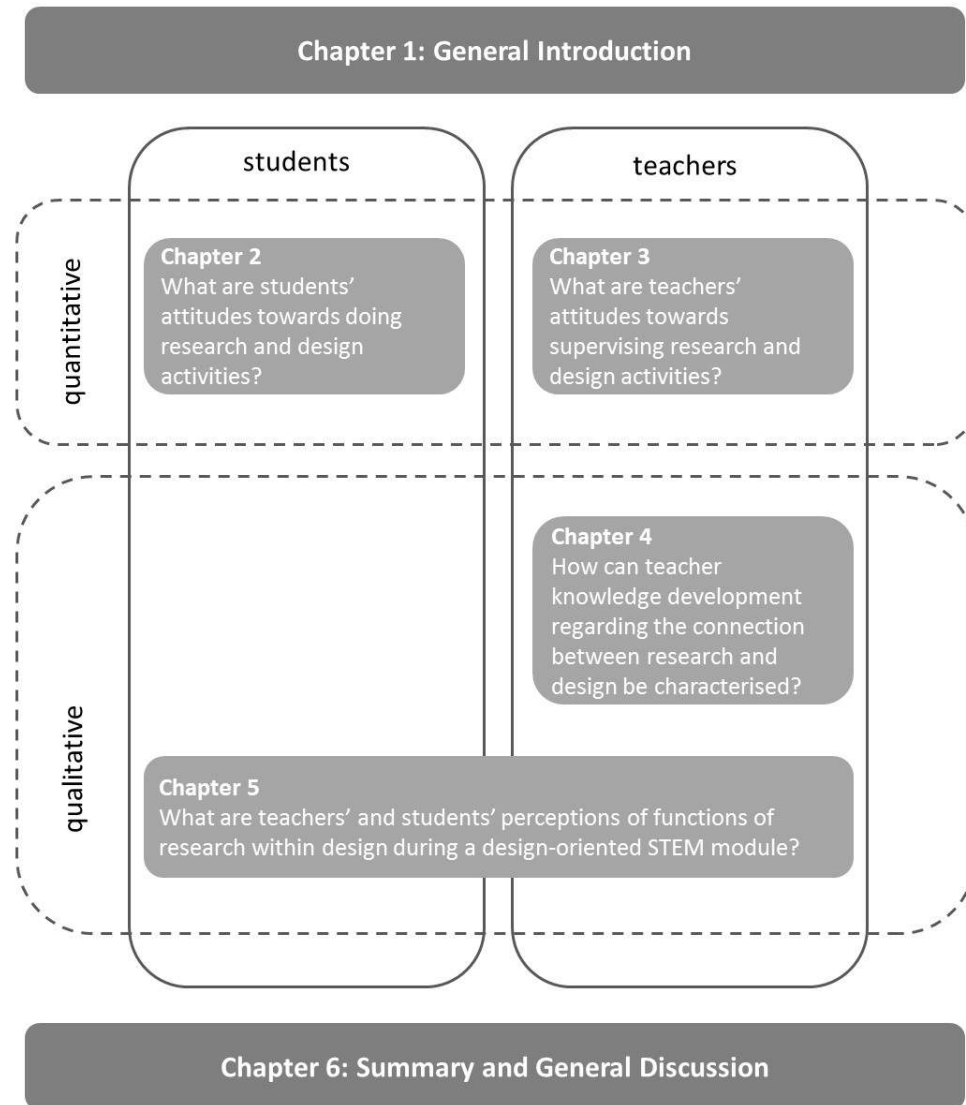 Chapter 1: General Introduction
students
teachers
quantitative
Chapter 2
What are students’
attitudes towards doing
research and design
activities?
Chapter 3
What are teachers’
attitudes towards
supervising research and
design activities?
qualitative
Chapter 4
How can teacher
knowledge development
regarding the connection
between research and
design be characterised?
Chapter 5
What are teachers’ and students’ perceptions of functions of
research within design during a design-oriented STEM module?
Chapter 6: Summary and General Discussion